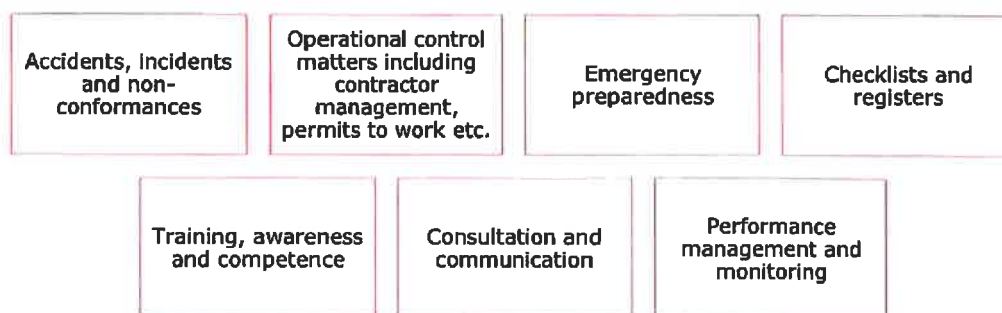 Accidents, incidents
and non-
conformances
Operational control
matters including
contractor
management,
permits to work etc.
Emergency
preparedness
Checklists and
registers
Training, awareness
and competence
Consultation and
communication
Performance
management and
monitoring